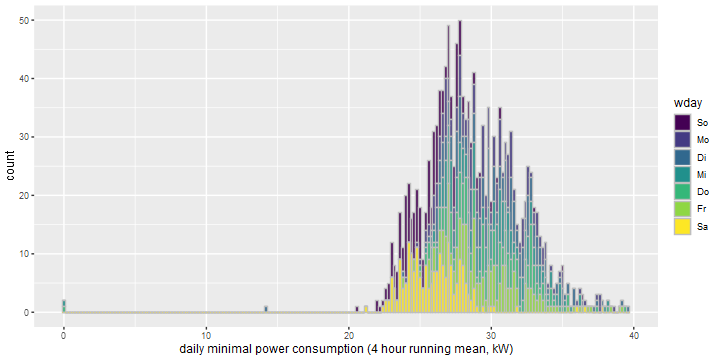 50
40
30
20
10
0
count
0 10 20 30 40
daily minimal power consumption (4 hour running mean, kW)
wday
So
Mo
Di
Mi
Do
Fr
Sa